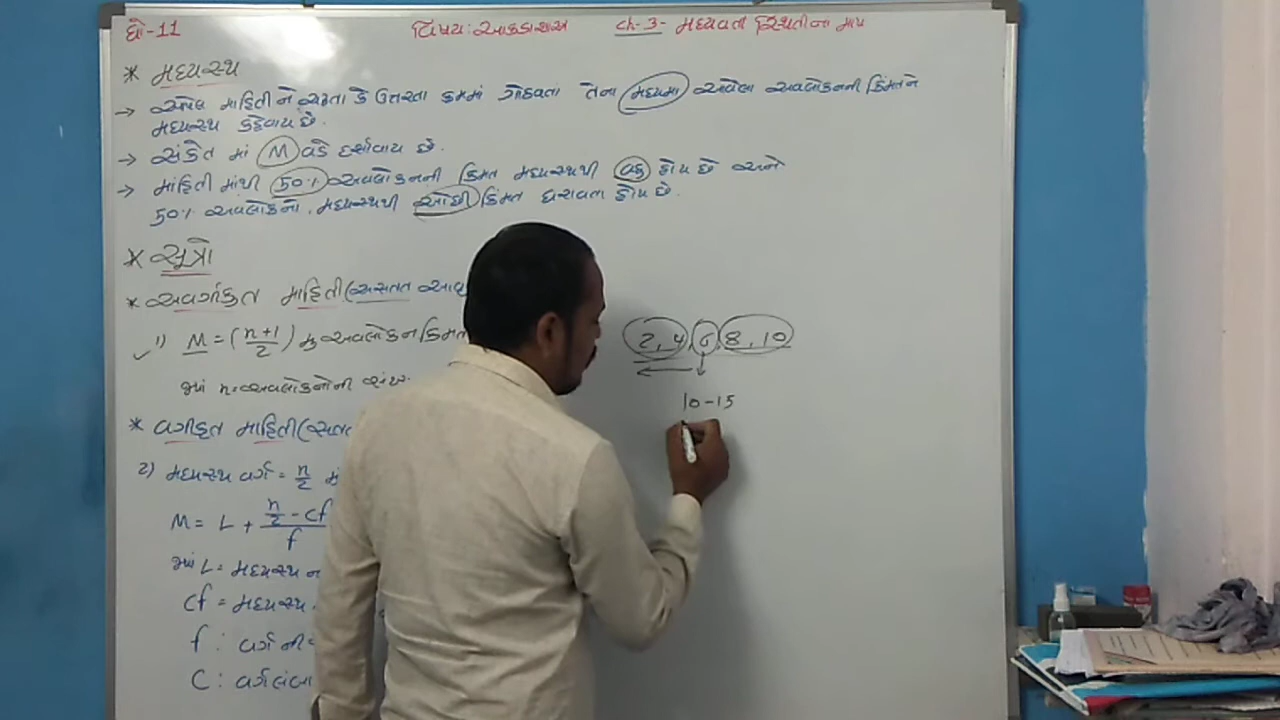 ધો-11 વિષય: આંકડાશાસ્ત્ર ch-3- મધ્યવર્તી સ્થિતીના માપ
* મધ્યસ્થ
→ આપેલ માહિતીને ચઢતા કે ઉતરતા ક્રમમાં ગોઠવતા તેના મધ્યમાં આવેલા અવલોકનની કિંમતને
મધ્યસ્થ કહેવાય છે.
→ સંકેત માં M વડે દર્શાવાય છે.
→ માહિતી માંથી 50% અવલોકનની કિંમત મધ્યસ્થથી વધુ હોય છે અને
50% અવલોકનો મધ્યસ્થથી ઓછી કિંમત ધરાવતા હોય છે.
* સૂત્રો
* અવર્ગીકૃત માહિતી (અસતત
1) M = (n+1/2) મુ અવલોકન કિંમત
જ્યાં n = અવલોકનોની સંખ્યા
* વર્ગીકૃત માહિતી (સતત
2) મધ્યસ્થ વર્ગ = n/2
M = L + n/2 - cf / f
જ્યાં L = મધ્યસ્થ
cf = મધ્યસ્થ
f : વર્ગની
C : વર્ગલંબા
2, 4, 6, 8, 10
10-15